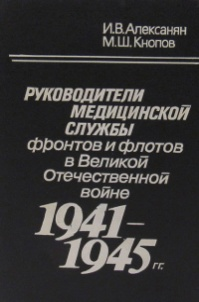 И.В.Алексанян
М.Ш.Кнопов
РУКОВОДИТЕЛИ
МЕДИЦИНСКОЙ
СЛУЖБЫ
фронтов и флотов
в Великой
Отечественной
войне
1941–
1945 гг.